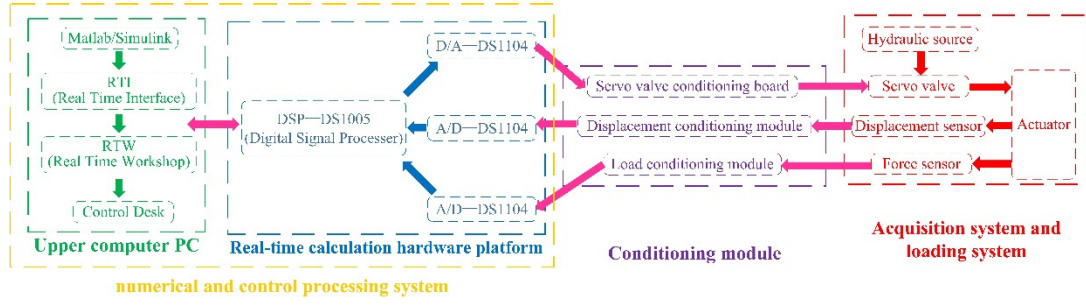 Matlab/Simulink
RTI
(Real Time Interface)
RTW
(Real Time Workshop)
Control Desk
Upper computer PC
D/A—DS1104
DSP—DS1005
(Digital Signal Processer)
A/D—DS1104
A/D—DS1104
Real-time calculation hardware platform
numerical and control processing system
Servo valve conditioning board
Displacement conditioning module
Load conditioning module
Conditioning module
Hydraulic source
Servo valve
Displacement sensor
Force sensor
Actuator
Acquisition system and
loading system